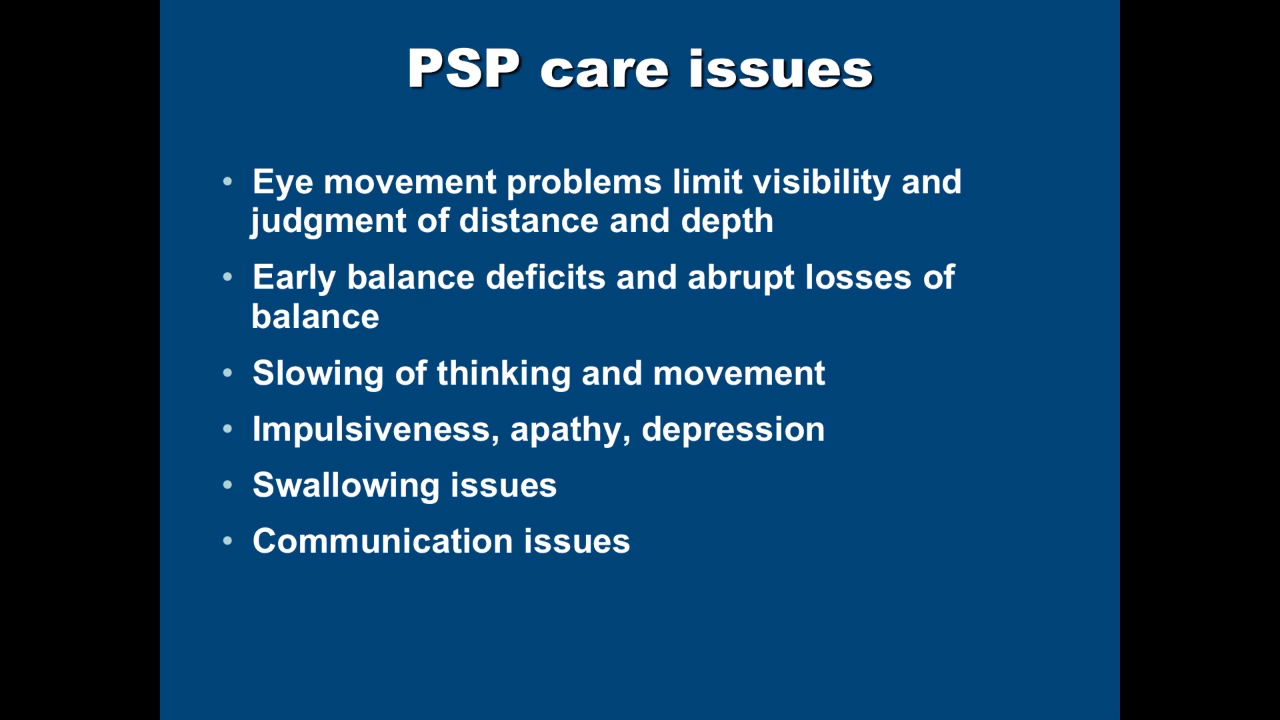 PSP care issues
• Eye movement problems limit visibility and
judgment of distance and depth
• Early balance deficits and abrupt losses of
balance
• Slowing of thinking and movement
• Impulsiveness, apathy, depression
• Swallowing issues
• Communication issues